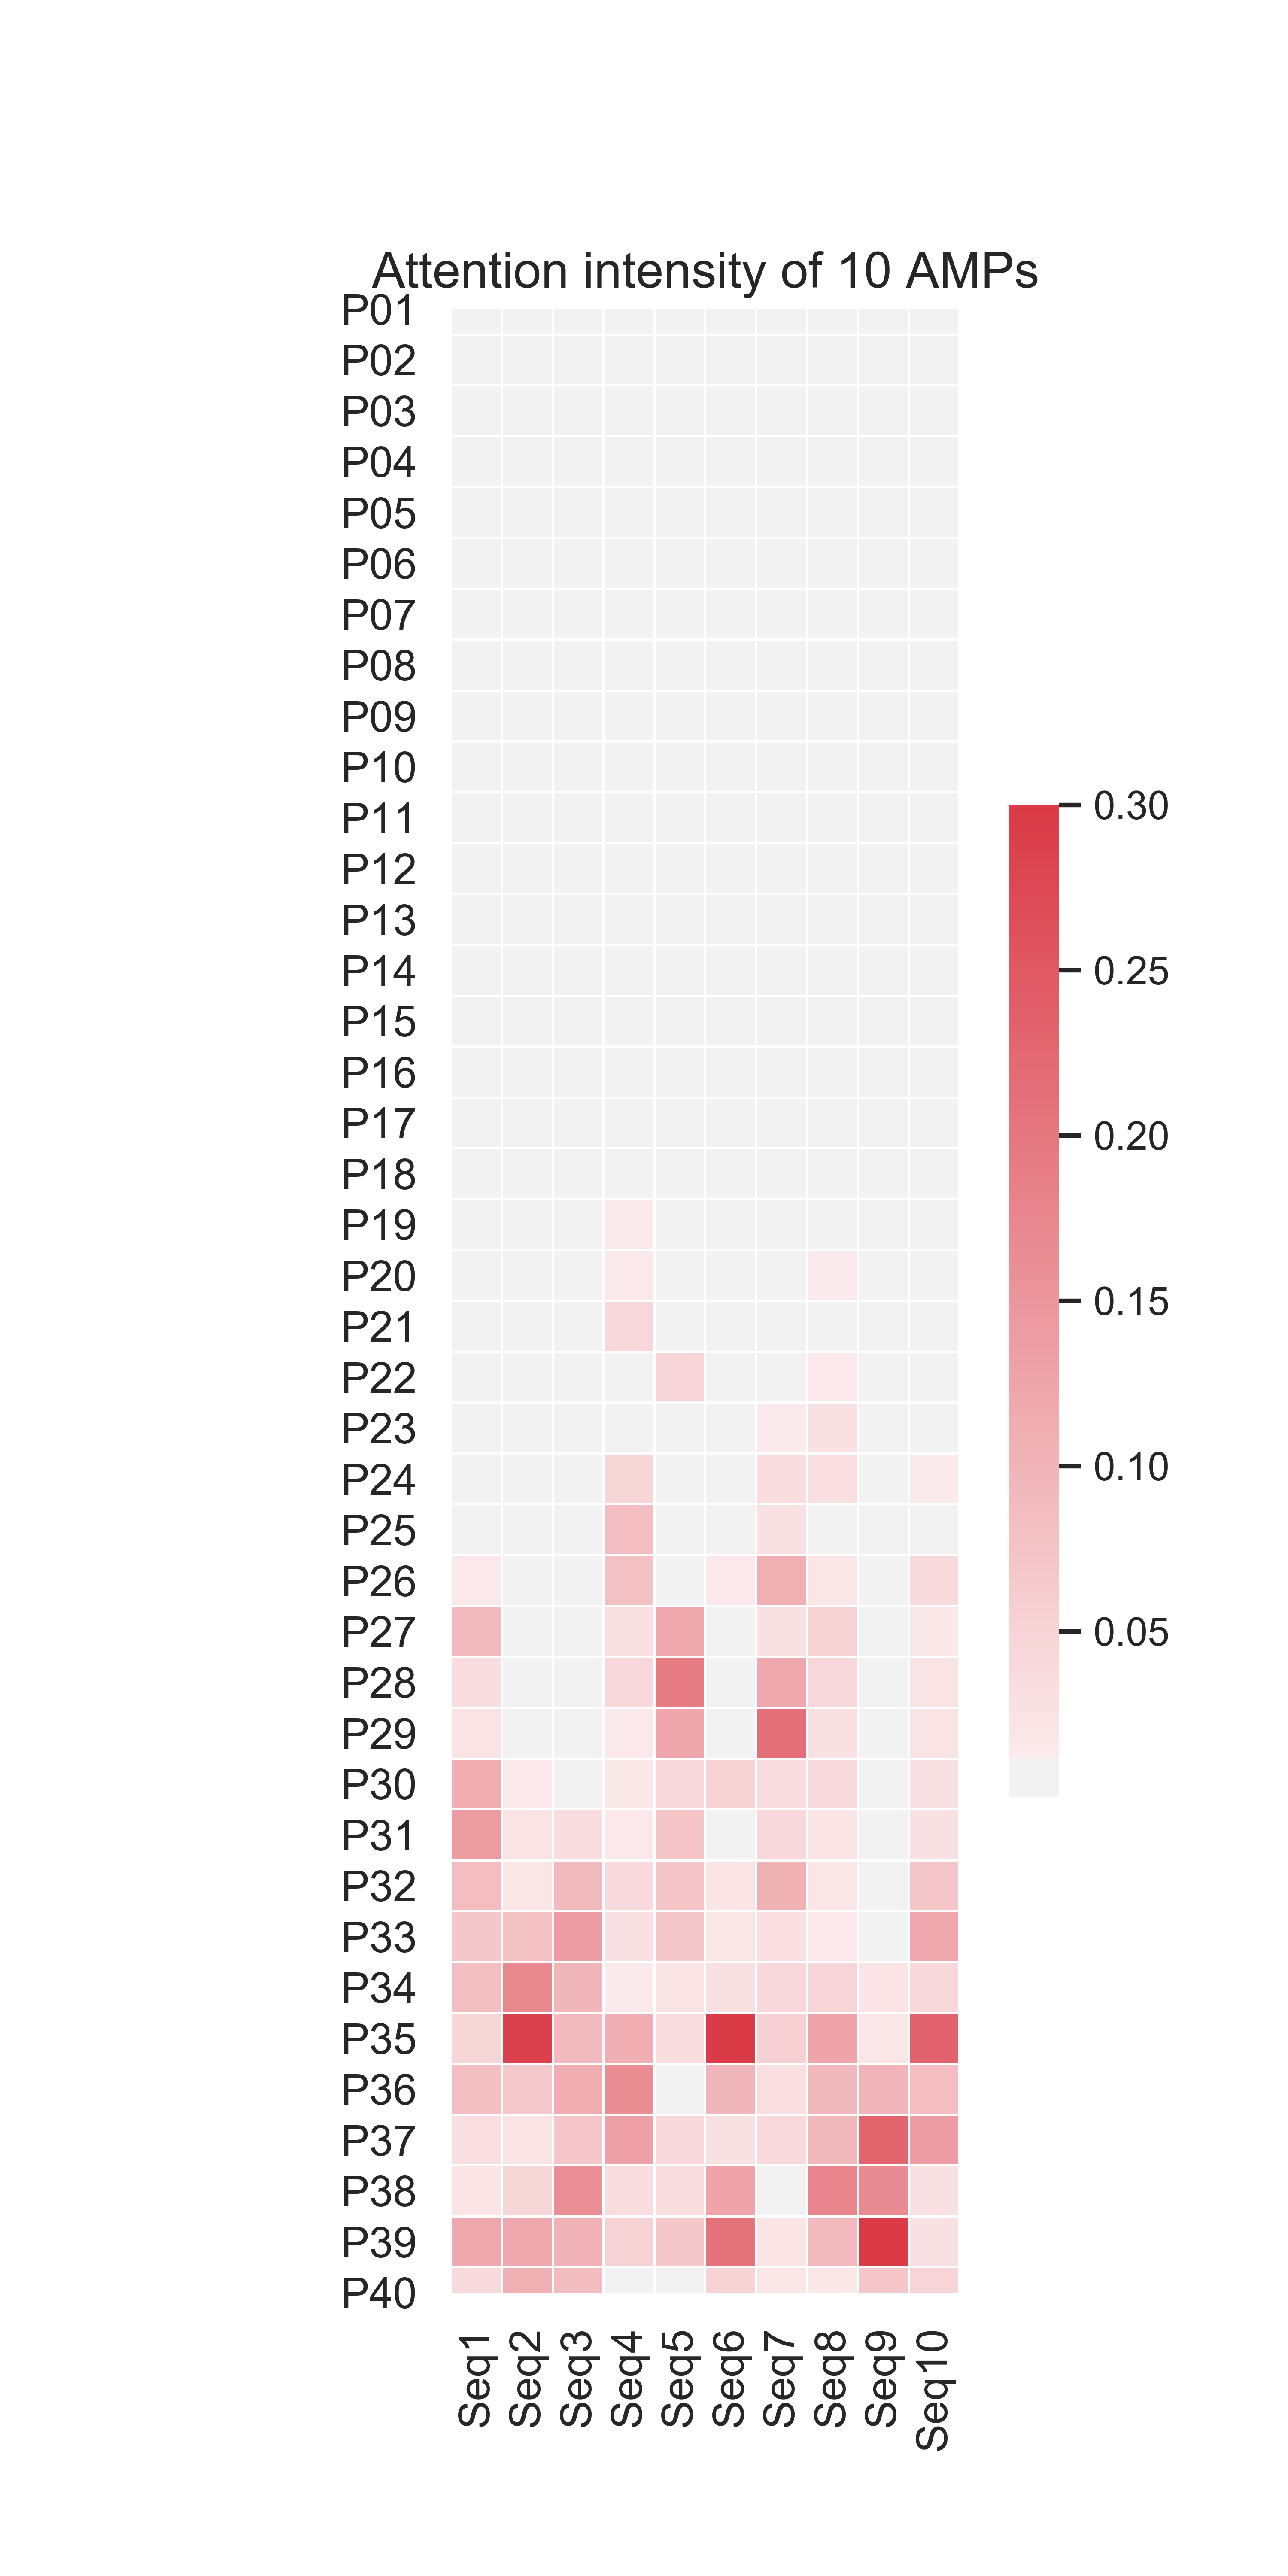 Attention intensity of 10 AMPs
P01
P02
P03
P04
P05
P06
P07
P08
P09
P10
P11
P12
P13
P14
P15
P16
P17
P18
P19
P20
P21
P22
P23
P24
P25
P26
P27
P28
P29
P30
P31
P32
P33
P34
P35
P36
P37
P38
P39
P40
Seq1
Seq2
Seq3
Seq4
Seq5
Seq6
Seq7
Seq8
Seq9
Seq10
0.30
0.25
0.20
0.15
0.10
0.05